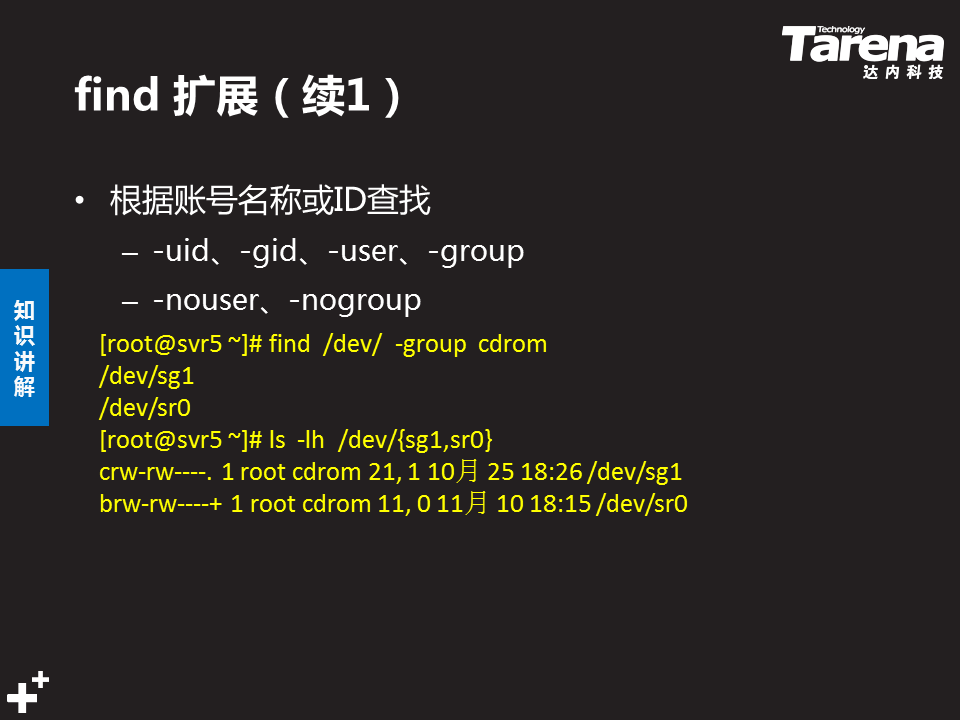 Technology
Tarena
达内科技
find 扩展（续1）
• 根据账号名称或ID查找
– -uid、-gid、-user、-group
– -nouser、-nogroup
知识讲解
[root@svr5 ~]# find /dev/ -group cdrom
/dev/sg1
/dev/sr0
[root@svr5 ~]# ls -lh /dev/{sg1,sr0}
crw-rw----. 1 root cdrom 21, 1 10月 25 18:26 /dev/sg1
brw-rw----+ 1 root cdrom 11, 0 11月 10 18:15 /dev/sr0